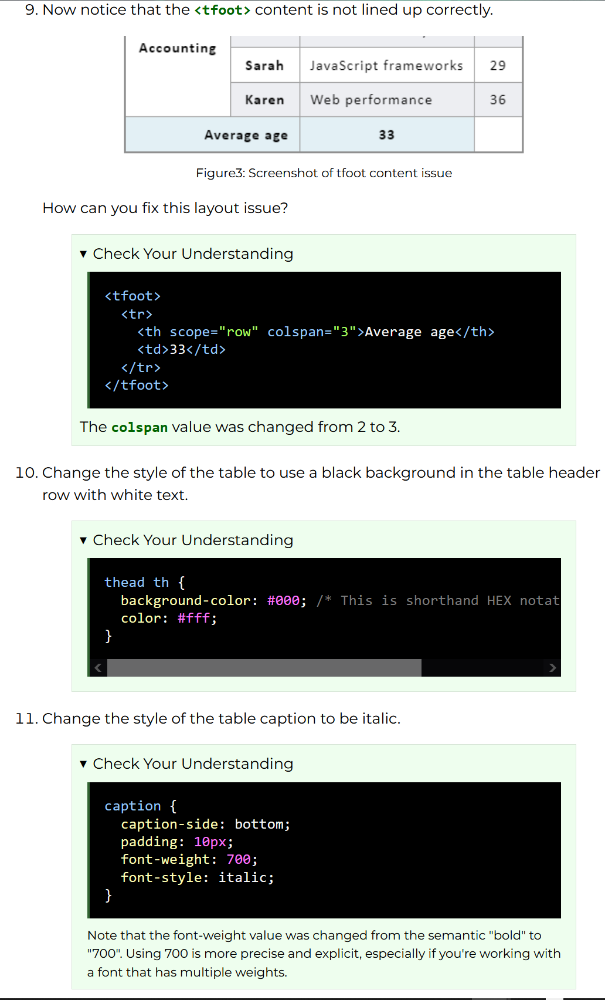 9. Now notice that the <tfoot> content is not lined up correctly.
Accounting
Sarah JavaScript frameworks 29
Karen Web performance 36
Average age 33
Figure3: Screenshot of tfoot content issue
How can you fix this layout issue?
▼ Check Your Understanding
<tfoot>
  <tr>
    <th scope="row" colspan="3">Average age</th>
    <td>33</td>
  </tr>
</tfoot>
The colspan value was changed from 2 to 3.
10. Change the style of the table to use a black background in the table header
row with white text.
▼ Check Your Understanding
thead th {
  background-color: #000; /* This is shorthand HEX notat
  color: #fff;
}
11. Change the style of the table caption to be italic.
▼ Check Your Understanding
caption {
  caption-side: bottom;
  padding: 10px;
  font-weight: 700;
  font-style: italic;
}
Note that the font-weight value was changed from the semantic "bold" to
"700". Using 700 is more precise and explicit, especially if you're working with
a font that has multiple weights.